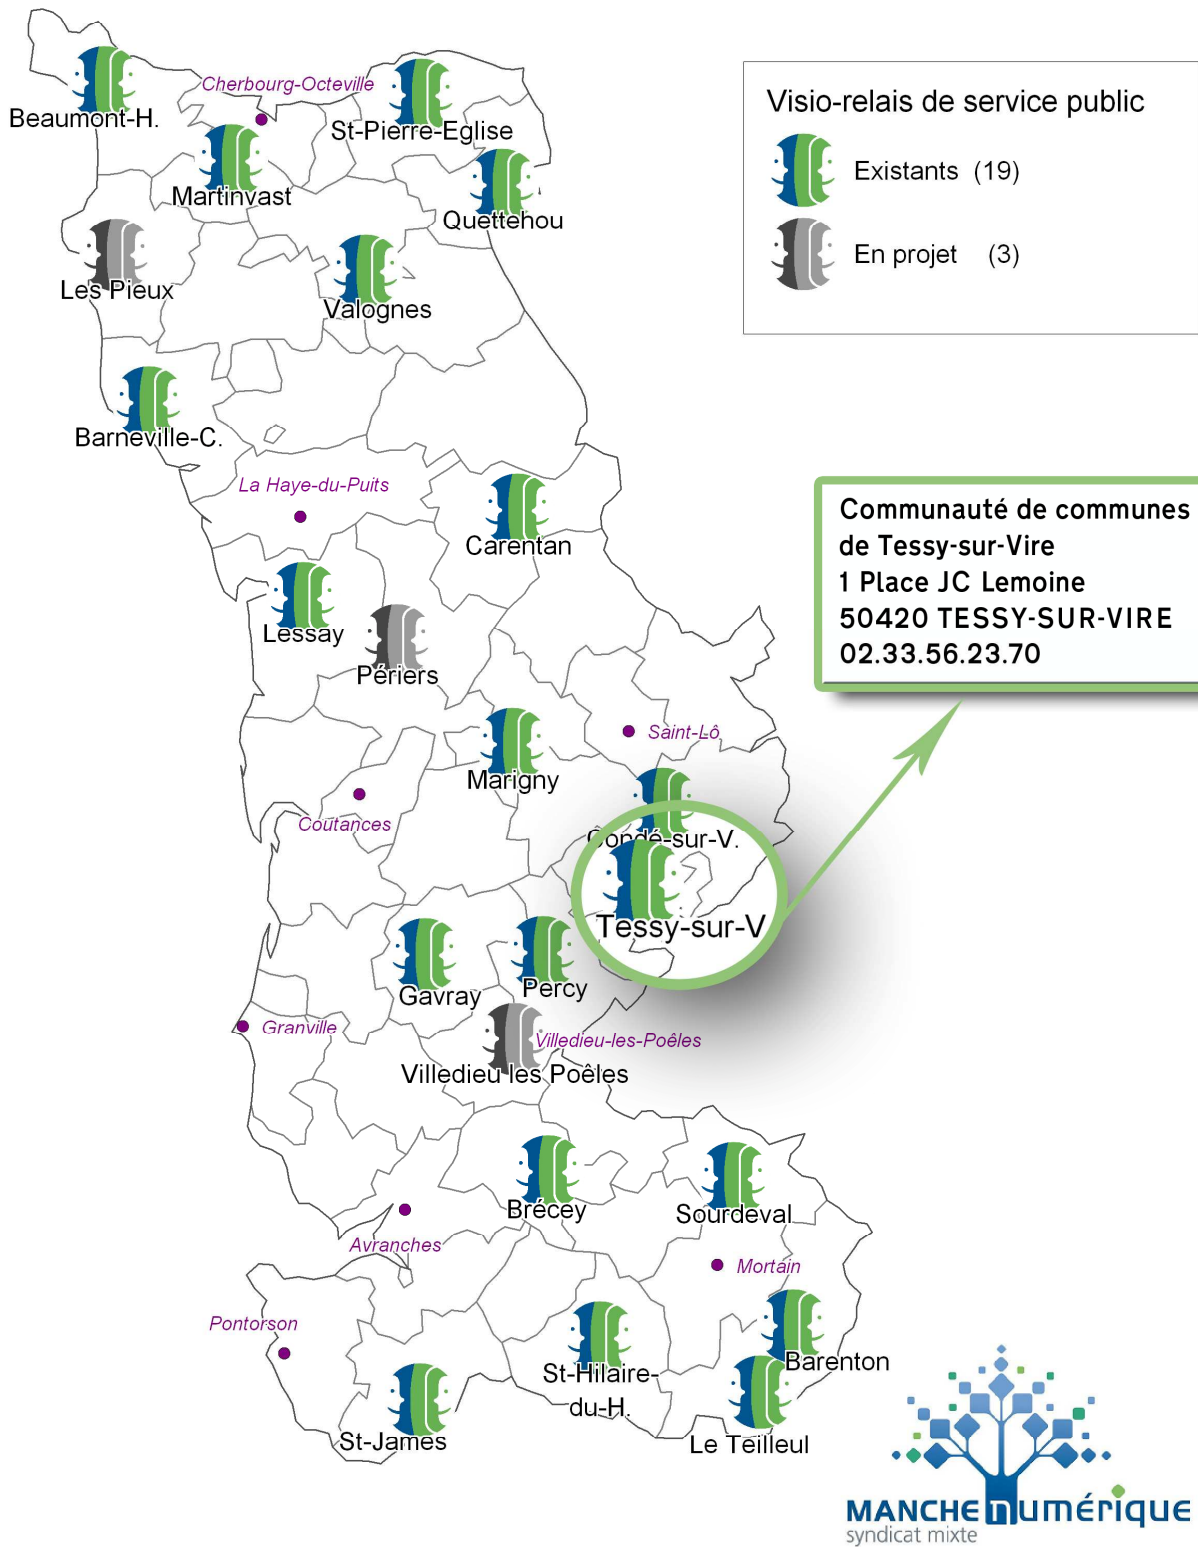 Cherbourg-Octeville
Beaumont-H.
St-Pierre-Eglise
Martinvast
Quettehou
Les Pieux
Valognes
Barneville-C.
La Haye-du-Puits
Carentan
Lessay
Périers
Saint-Lô
Marigny
Coutances
Condé-sur-V.
Tessy-sur-V
Gavray
Percy
Granville
Villedieu-les-Poêles
Villedieu les Poêles
Brécey
Sourdeval
Avranches
Mortain
Pontorson
Barenton
St-Hilaire-
du-H.
St-James
Le Teilleul
Visio-relais de service public
Existants (19)
En projet (3)
Communauté de communes
de Tessy-sur-Vire
1 Place JC Lemoine
50420 TESSY-SUR-VIRE
02.33.56.23.70
MANCHE numérique
syndicat mixte